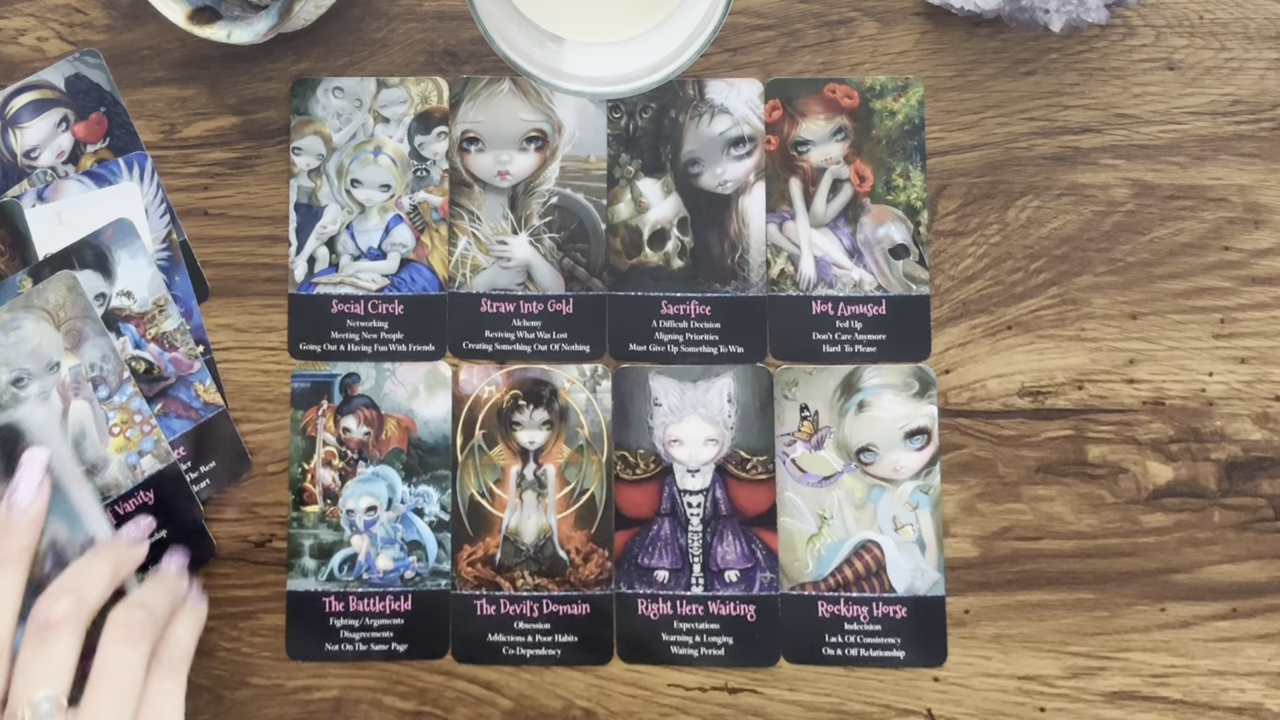 Social Circle
Networking
Meeting New People
Going Out & Having Fun With Friends
Straw Into Gold
Alchemy
Reviving What Was Lost
Creating Something Out Of Nothing
Sacrifice
A Difficult Decision
Aligning Priorities
Must Give Up Something To Win
Not Amused
Fed Up
Don't Care Anymore
Hard To Please
The Battlefield
Fighting/Arguments
Disagreements
Not On The Same Page
The Devil's Domain
Obsession
Addictions & Poor Habits
Co-Dependency
Right Here Waiting
Expectations
Yearning & Longing
Waiting Period
Rocking Horse
Indecision
Lack Of Consistency
On & Off Relationship
The Rest
Vanity